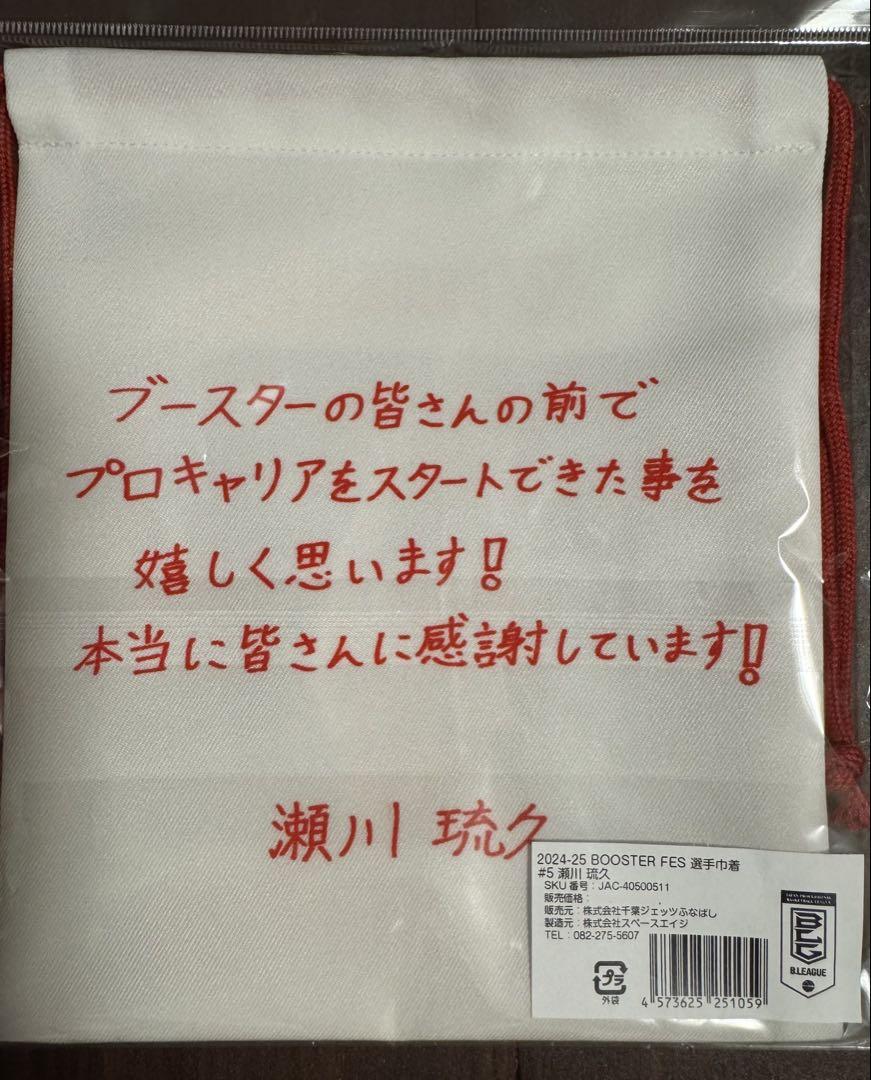 ブースターの皆さんの前で
プロキャリアをスタートできた事を
嬉しく思います!
本当に皆さんに感謝しています!!
瀬川 琉久
2024-25 BOOSTER FES 選手巾着
#5 瀬川 琉久
SKU 番号:JAC-40500511
販売価格:
販売元:株式会社千葉ジェッツふなばし
製造元:株式会社スペースエイジ
TEL:082-275-5607
プラ
外袋
4 573625 251059
B.LEAGUE